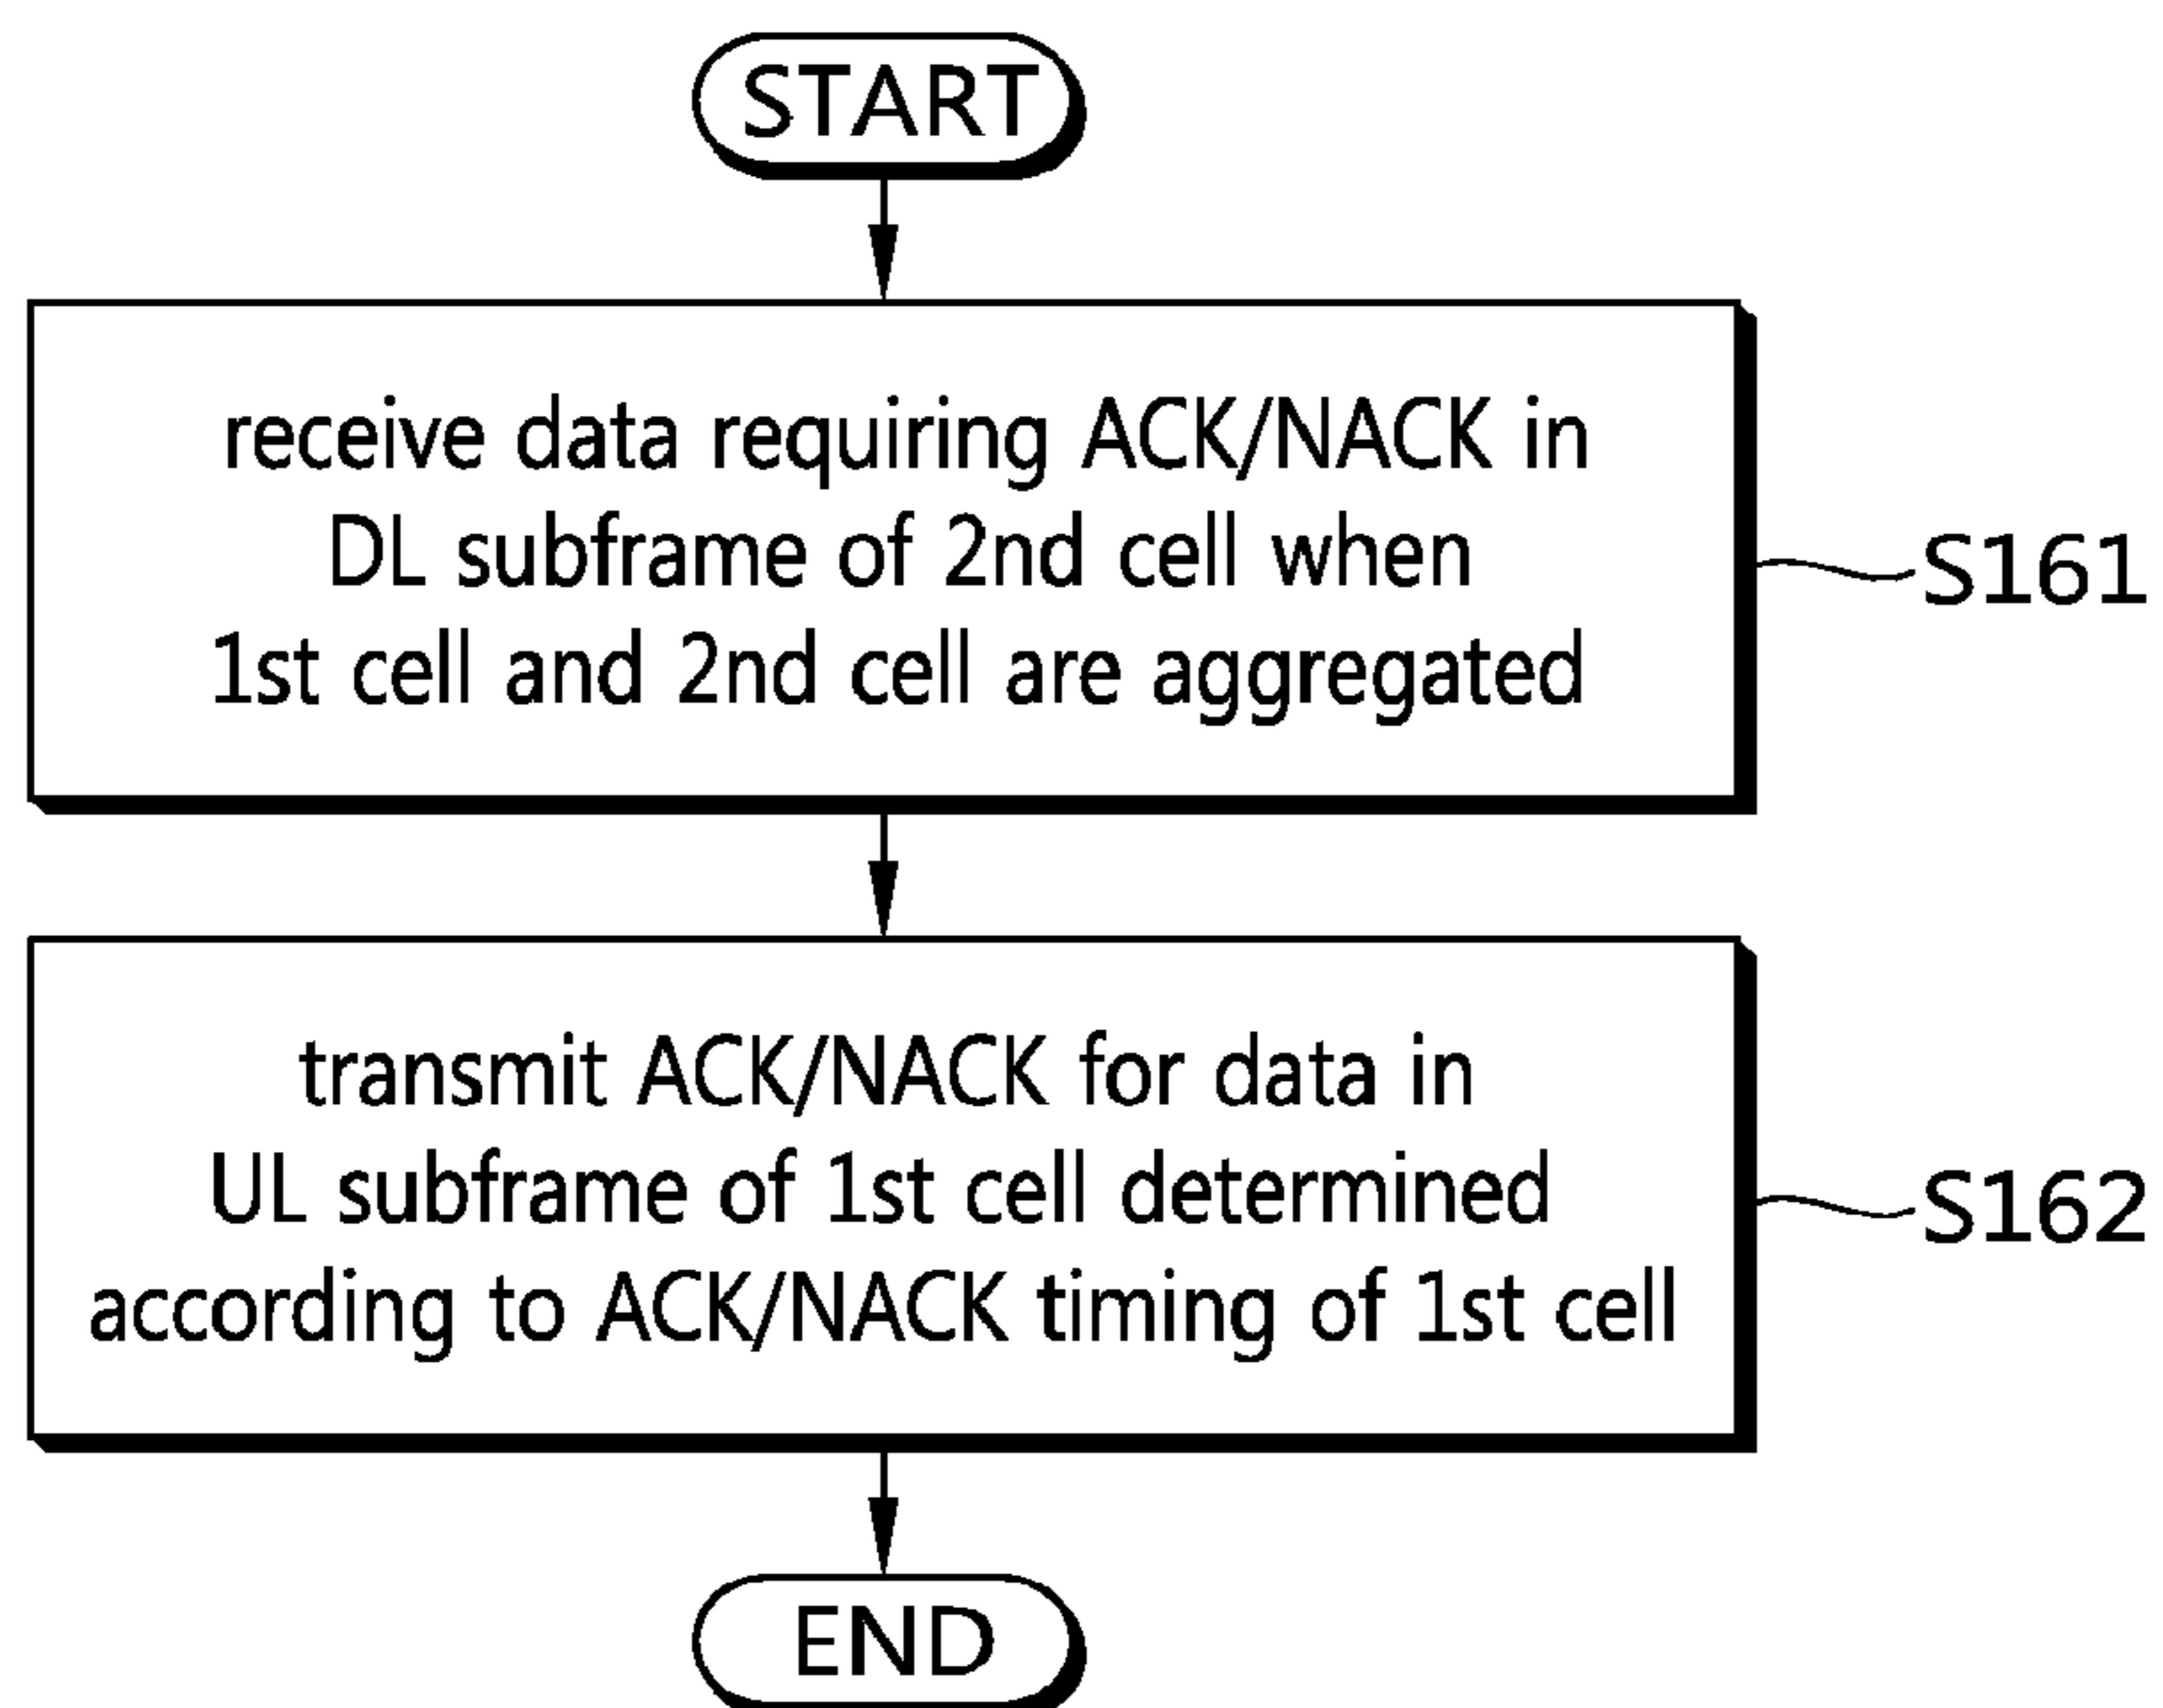 START
receive data requiring ACK/NACK in
DL subframe of 2nd cell when
1st cell and 2nd cell are aggregated
S161
transmit ACK/NACK for data in
UL subframe of 1st cell determined
according to ACK/NACK timing of 1st cell
S162
END